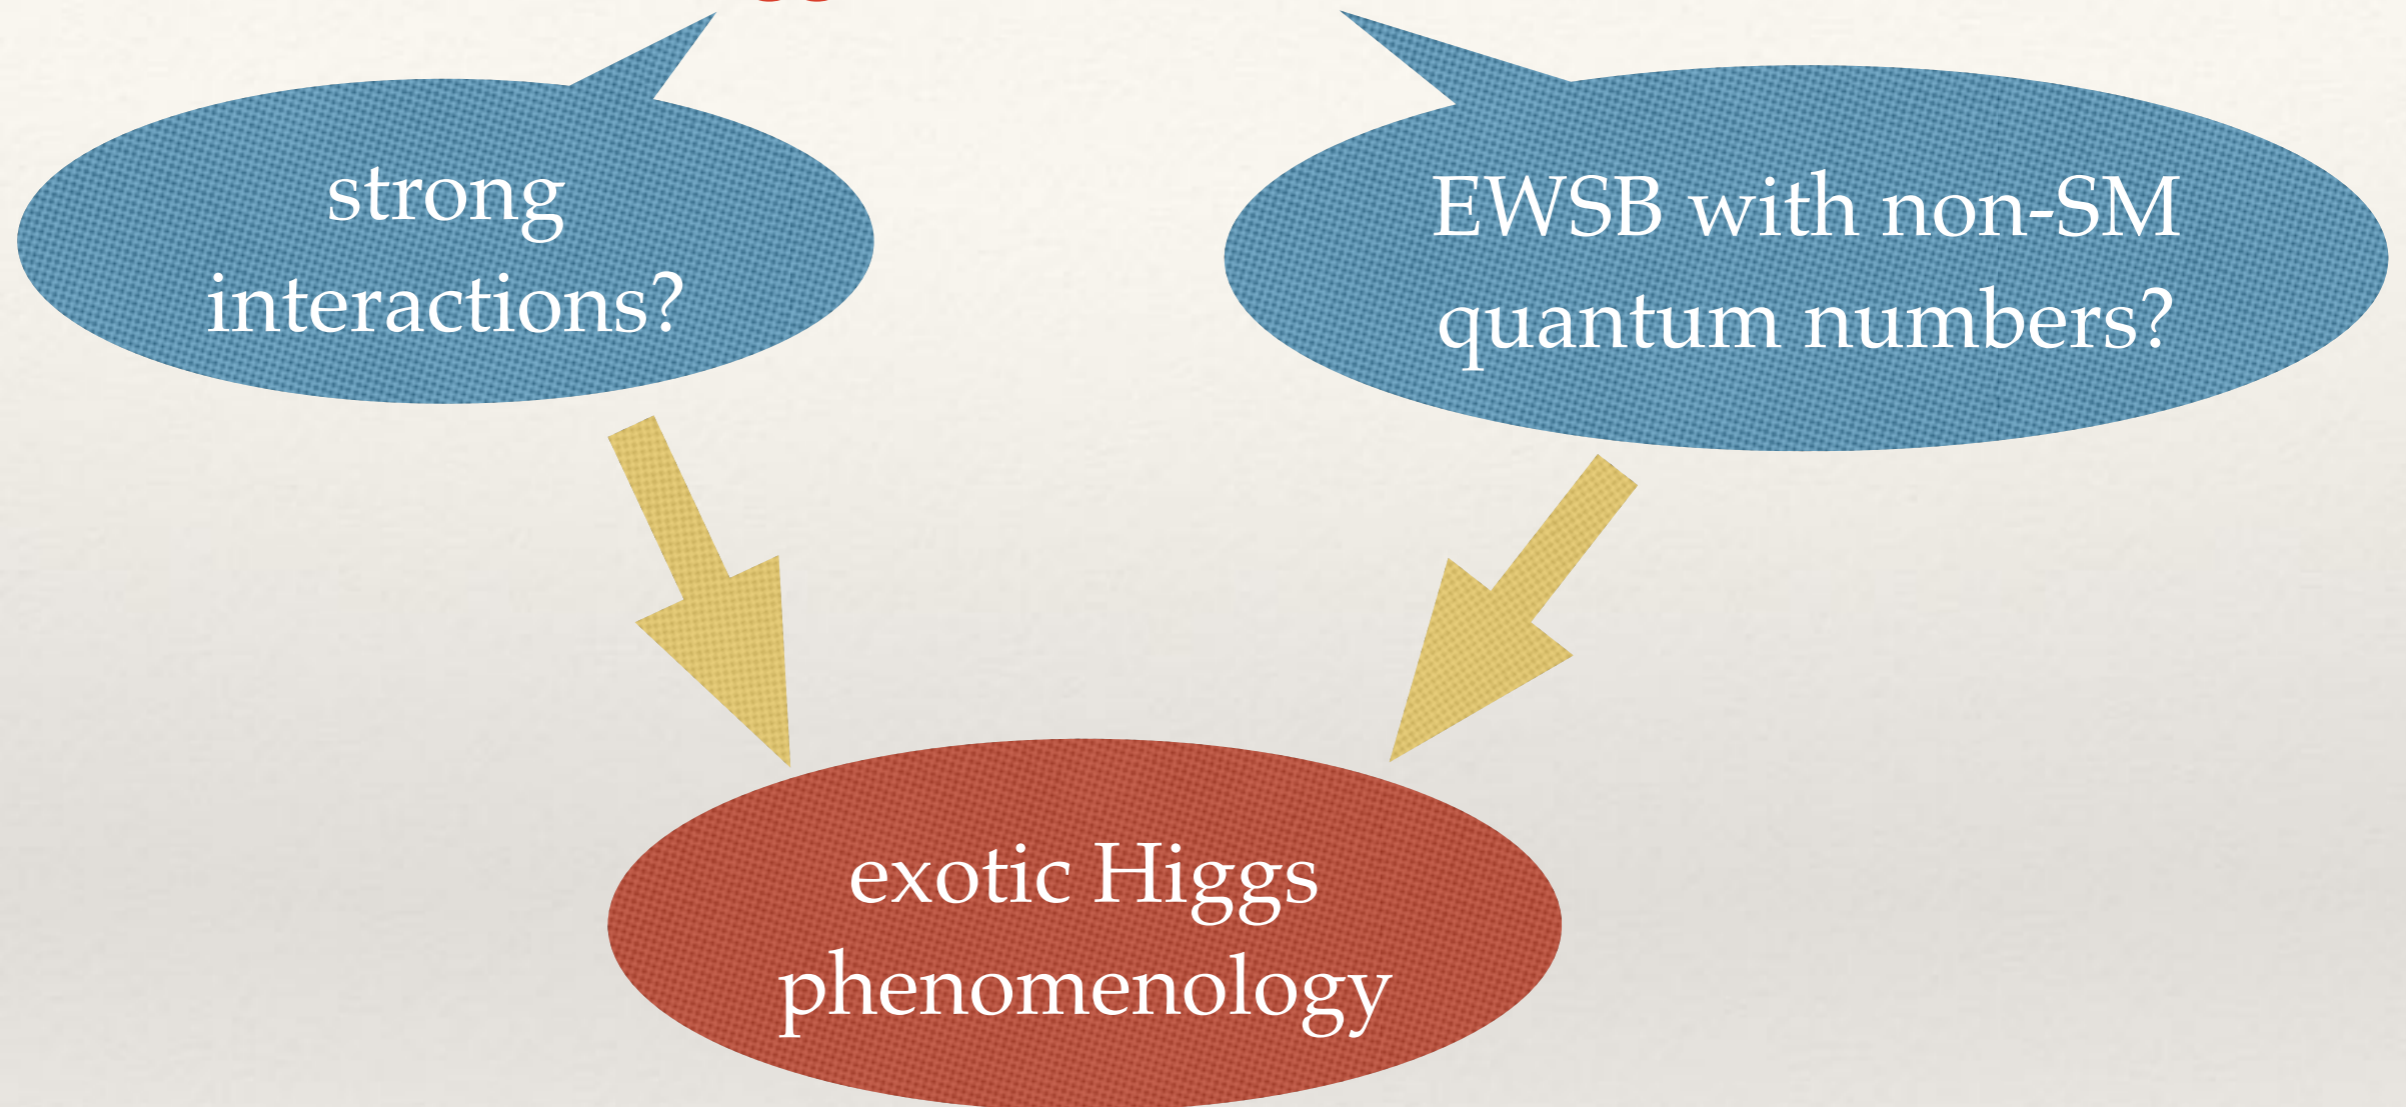 strong
interactions?
EWSB with non-SM
quantum numbers?
exotic Higgs
phenomenology